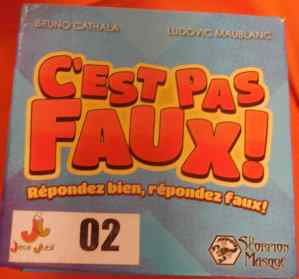 BRUNO CATHALA LUDOVIC MAUBLANC
C'EST PAS
FAUX!
Répondez bien, répondez faux!
02
Scorpion
Masqué